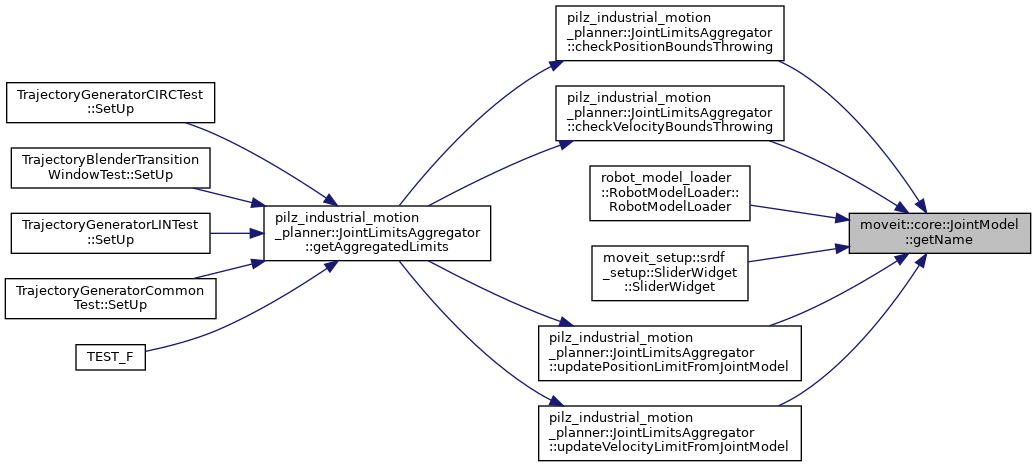 pilz_industrial_motion
_planner::JointLimitsAggregator
::checkPositionBoundsThrowing
TrajectoryGeneratorCIRCTest
::SetUp
pilz_industrial_motion
_planner::JointLimitsAggregator
::checkVelocityBoundsThrowing
TrajectoryBlenderTransition
WindowTest::SetUp
robot_model_loader
::RobotModelLoader::
RobotModelLoader
TrajectoryGeneratorLINTest
::SetUp
pilz_industrial_motion
_planner::JointLimitsAggregator
::getAggregatedLimits
moveit::core::JointModel
::getName
moveit_setup::srdf
_setup::SliderWidget
::SliderWidget
TrajectoryGeneratorCommon
Test::SetUp
TEST_F
pilz_industrial_motion
_planner::JointLimitsAggregator
::updatePositionLimitFromJointModel
pilz_industrial_motion
_planner::JointLimitsAggregator
::updateVelocityLimitFromJointModel